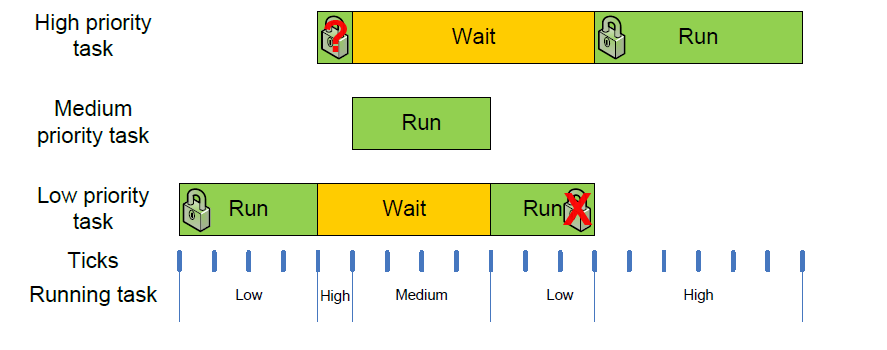 High priority
task
Wait
Run
Medium
priority task
Run
Low priority
task
Run
Wait
Run
Ticks
Running task
Low
High
Medium
Low
High
?
X